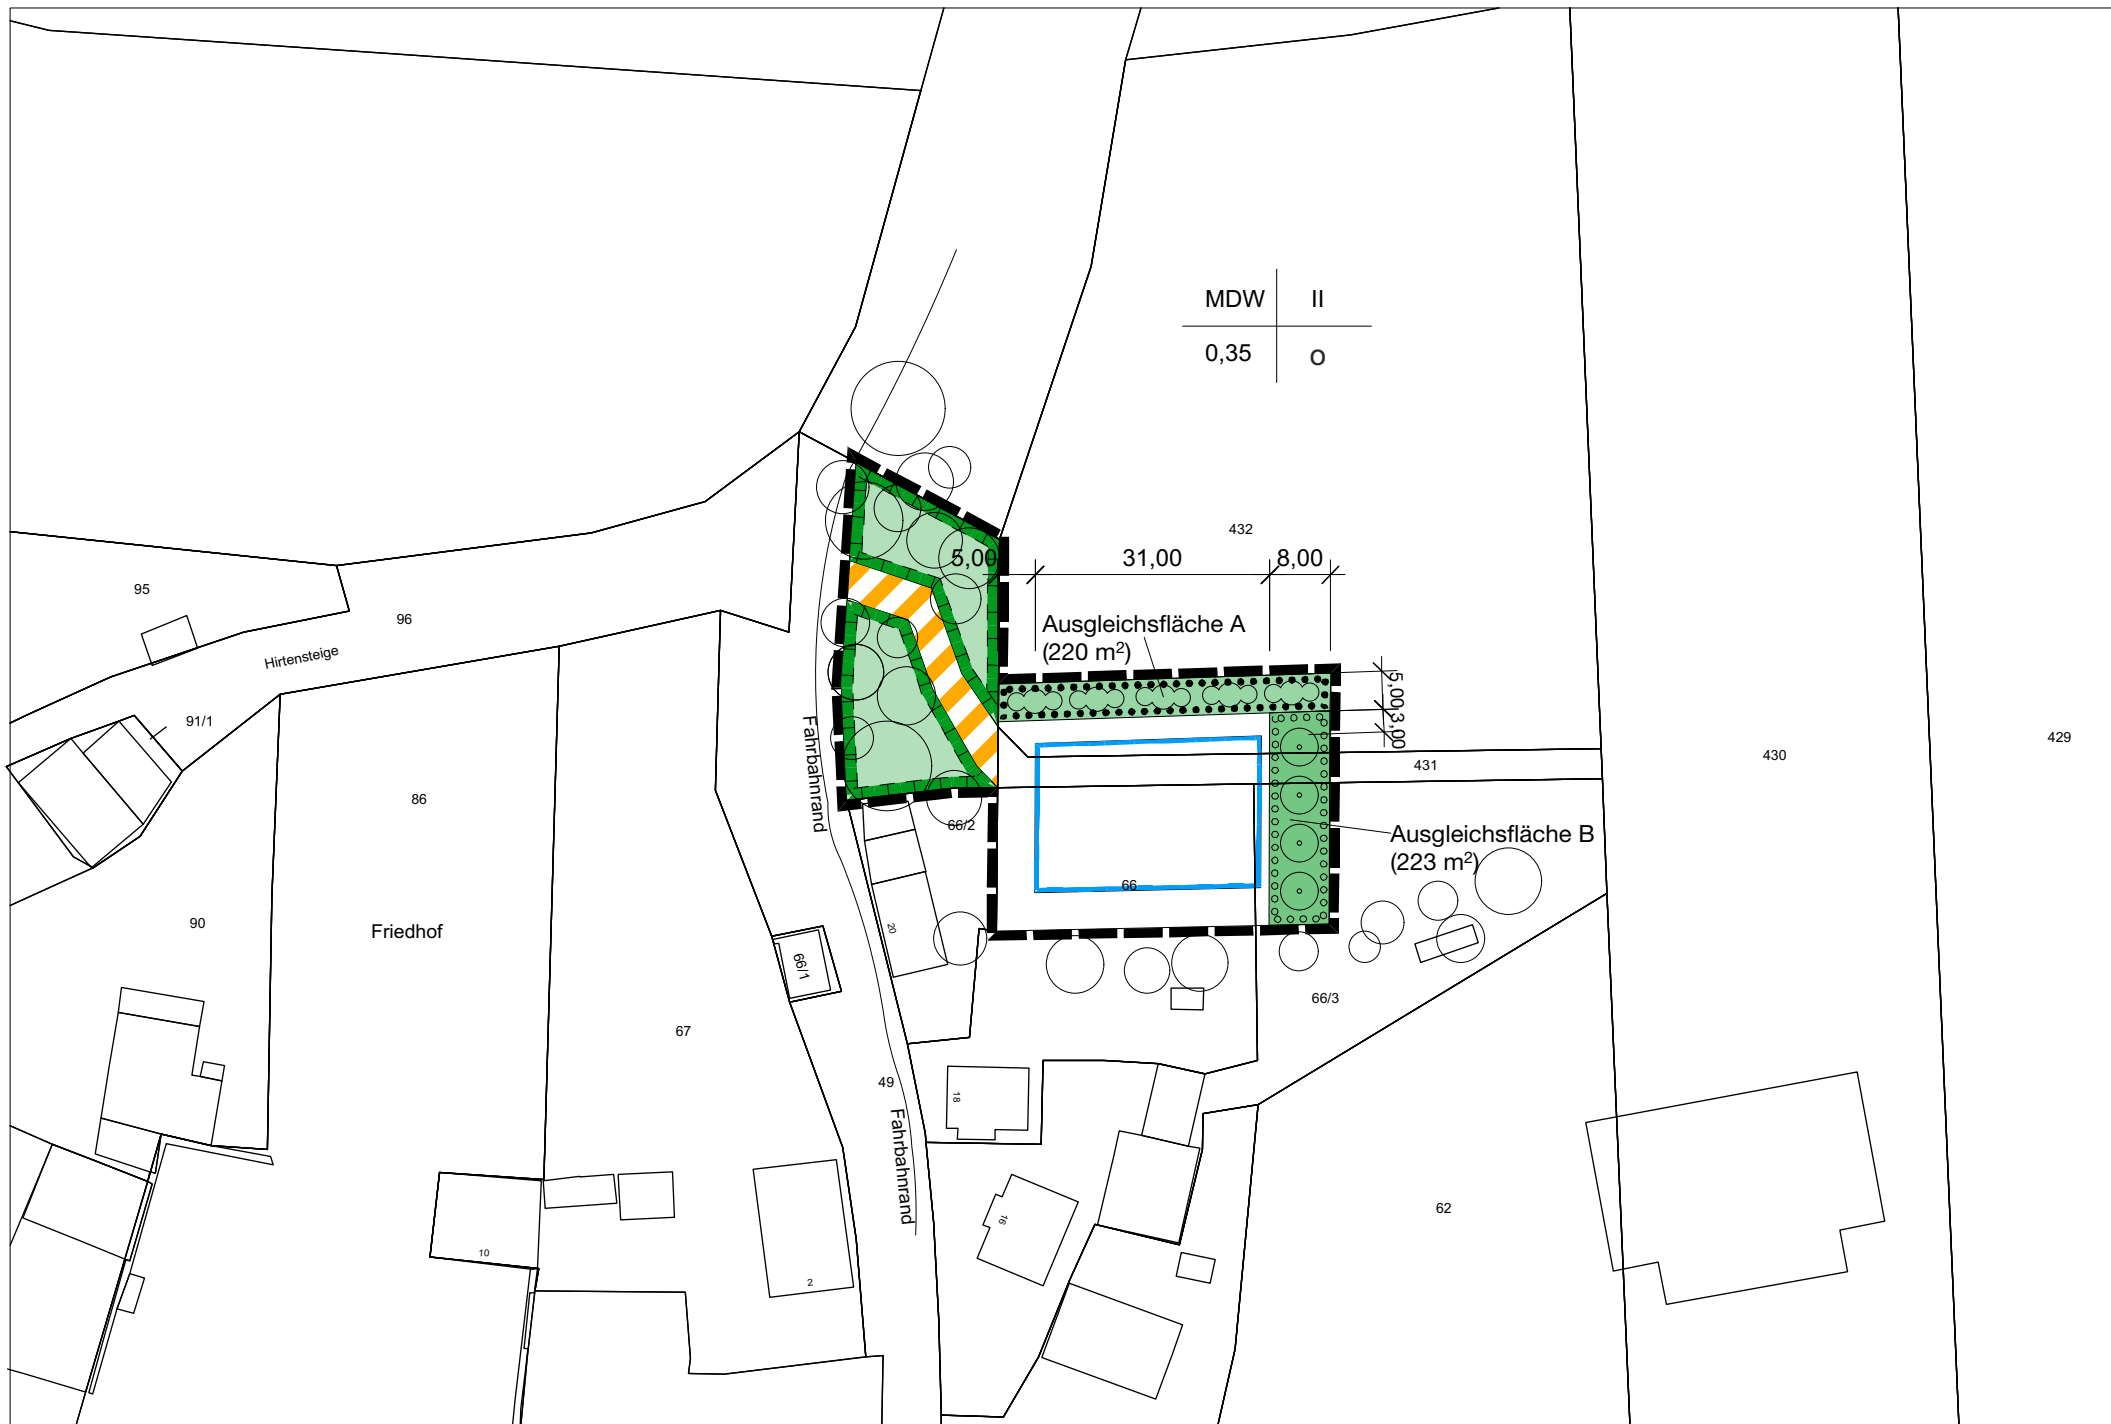 MDW II
0,35 o
432
5,00 31,00 8,00
95
96
Ausgleichsfläche A
(220 m²)
Hirtensteige
5,00
3,00
91/1
Fahrbahnrand
429
430
431
86
66/2
Ausgleichsfläche B
(223 m²)
66
90
Friedhof
20
66/1
66/3
67
49
18
Fahrbahnrand
16
62
10
2